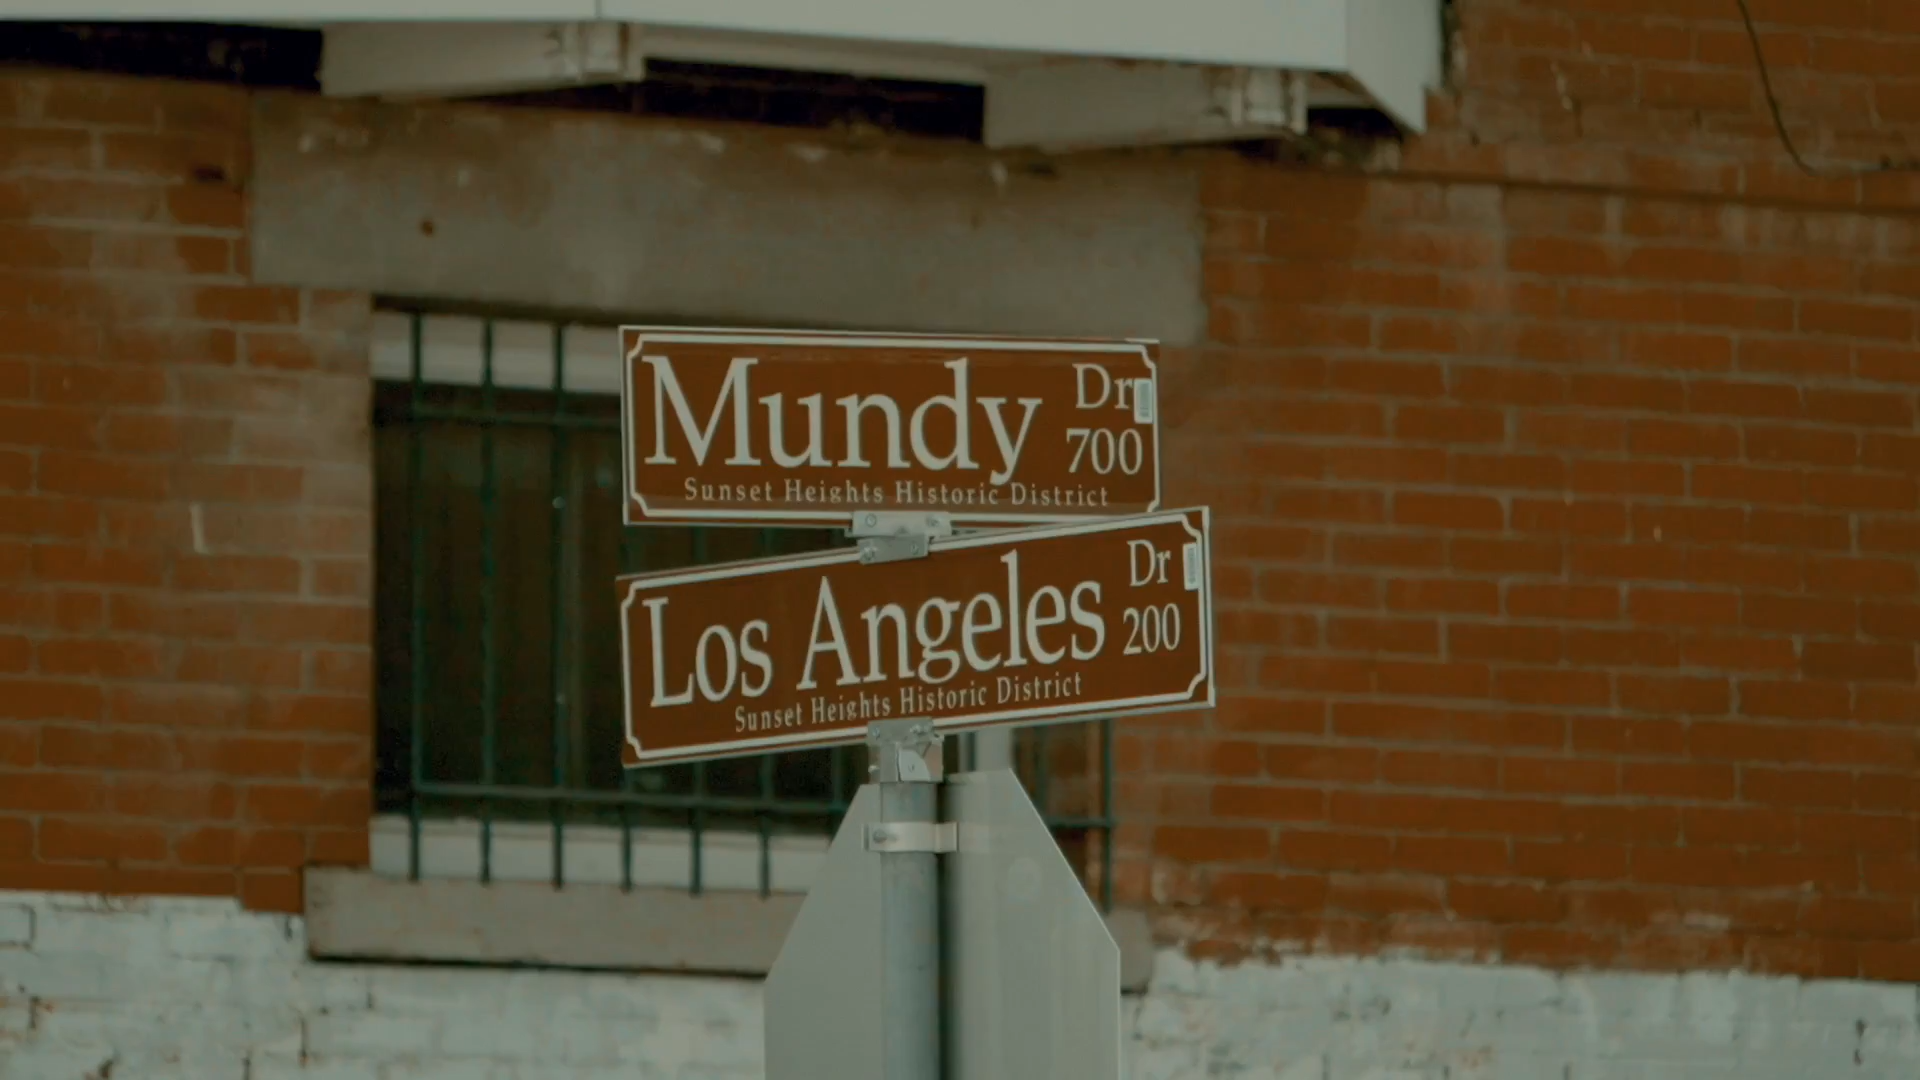 Mundy Dr
700
Sunset Heights Historic District
Los Angeles Dr
200
Sunset Heights Historic District